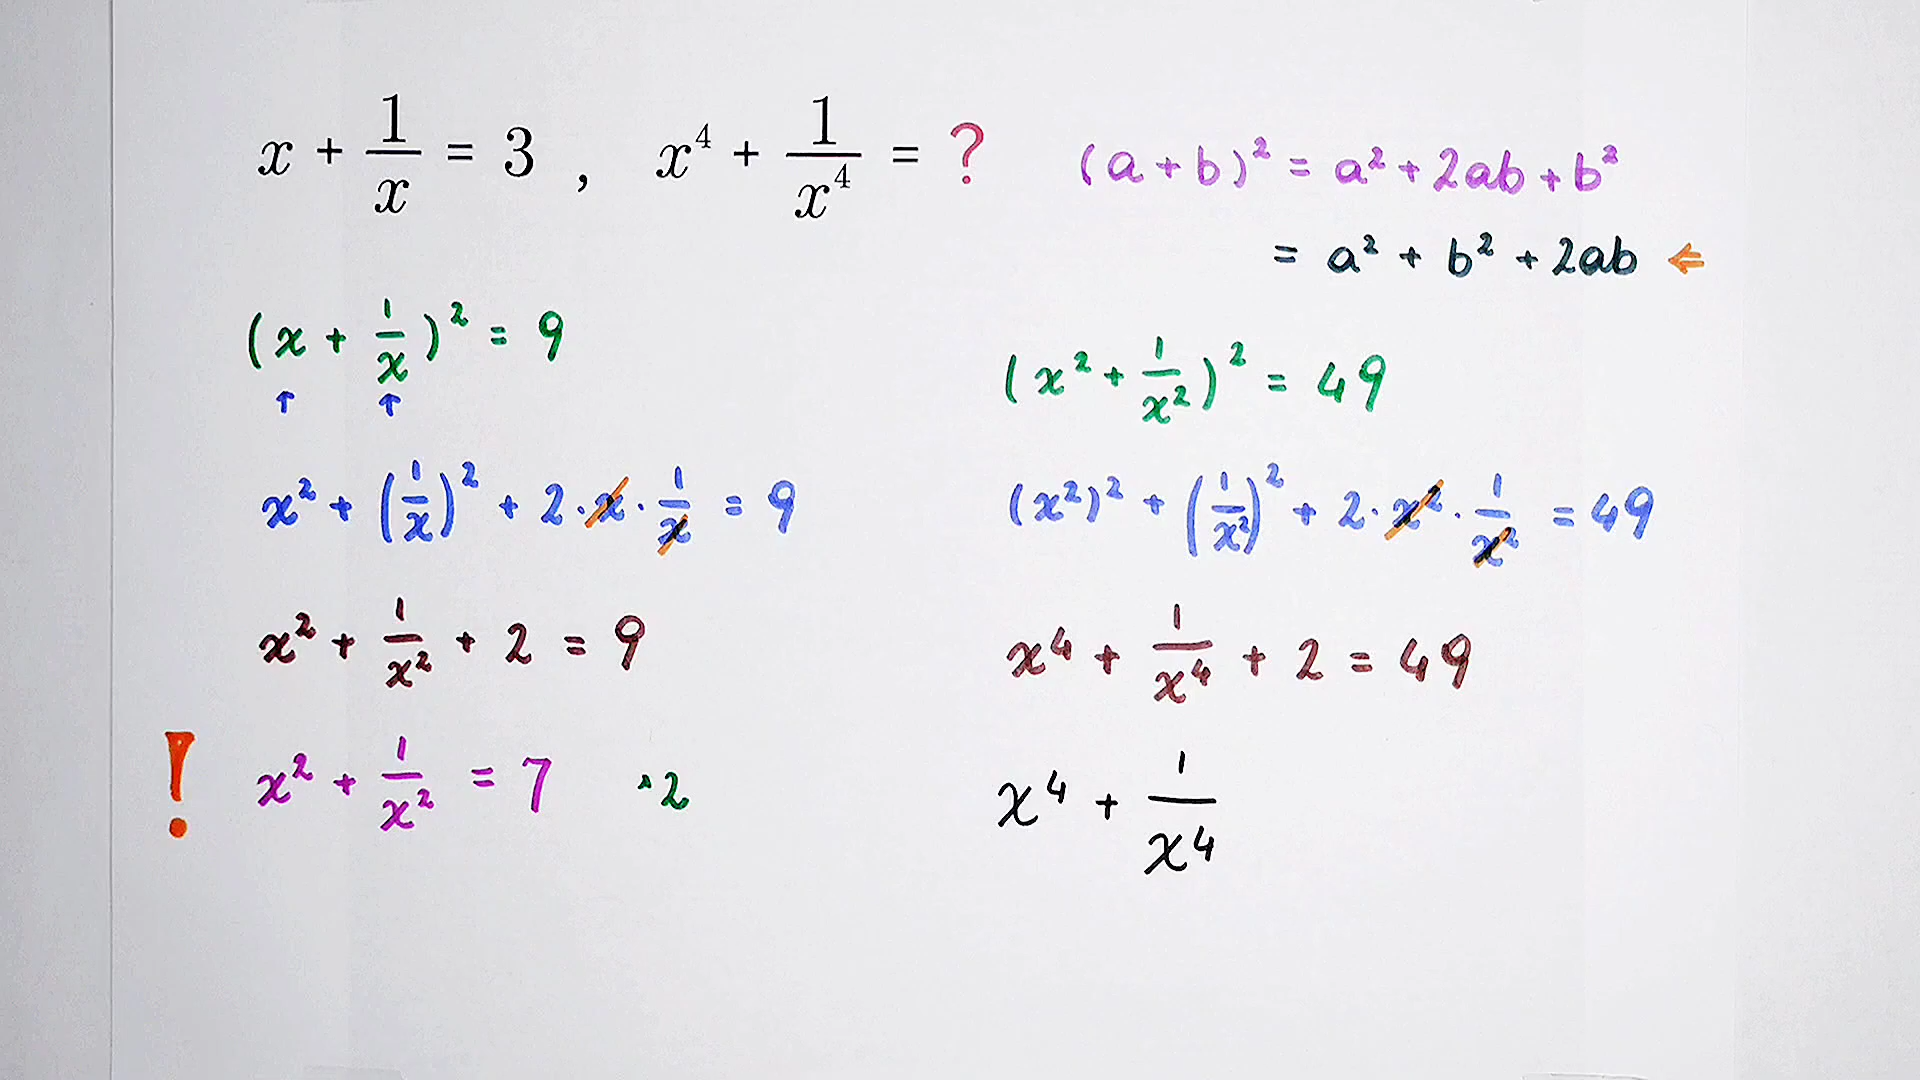 x + 1/x = 3 , x⁴ + 1/x⁴ = ?
(a + b)² = a² + 2ab + b²
= a² + b² + 2ab ⇐
(x + 1/x)² = 9
↑ ↑
x² + (1/x)² + 2 · x · 1/x = 9
x² + 1/x² + 2 = 9
! x² + 1/x² = 7 ^2
(x² + 1/x²)² = 49
(x²)² + (1/x²)² + 2 · x² · 1/x² = 49
x⁴ + 1/x⁴ + 2 = 49
x⁴ + 1/x⁴